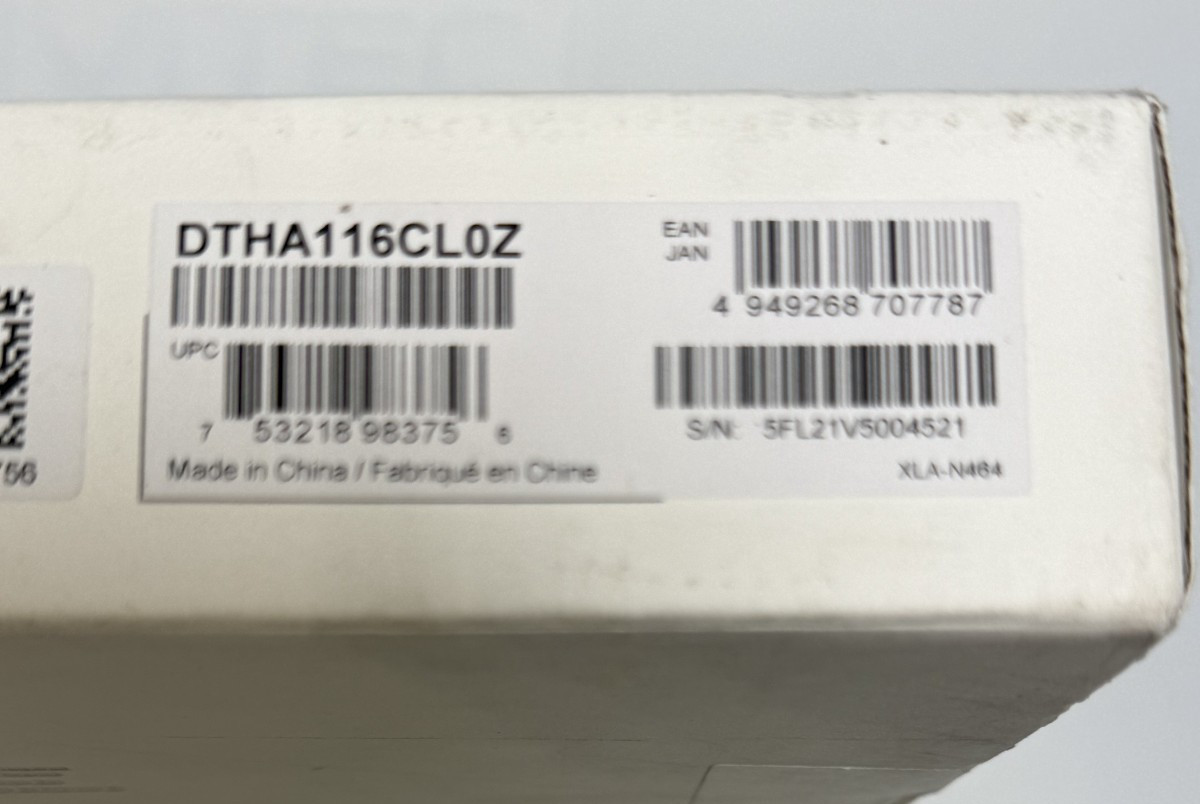 DTHA116CL0Z
EAN
JAN
4 949268 707787
UPC
7 53218 98375 6
S/N: 5FL21V5004521
Made in China / Fabriqué en Chine
XLA-N464
756